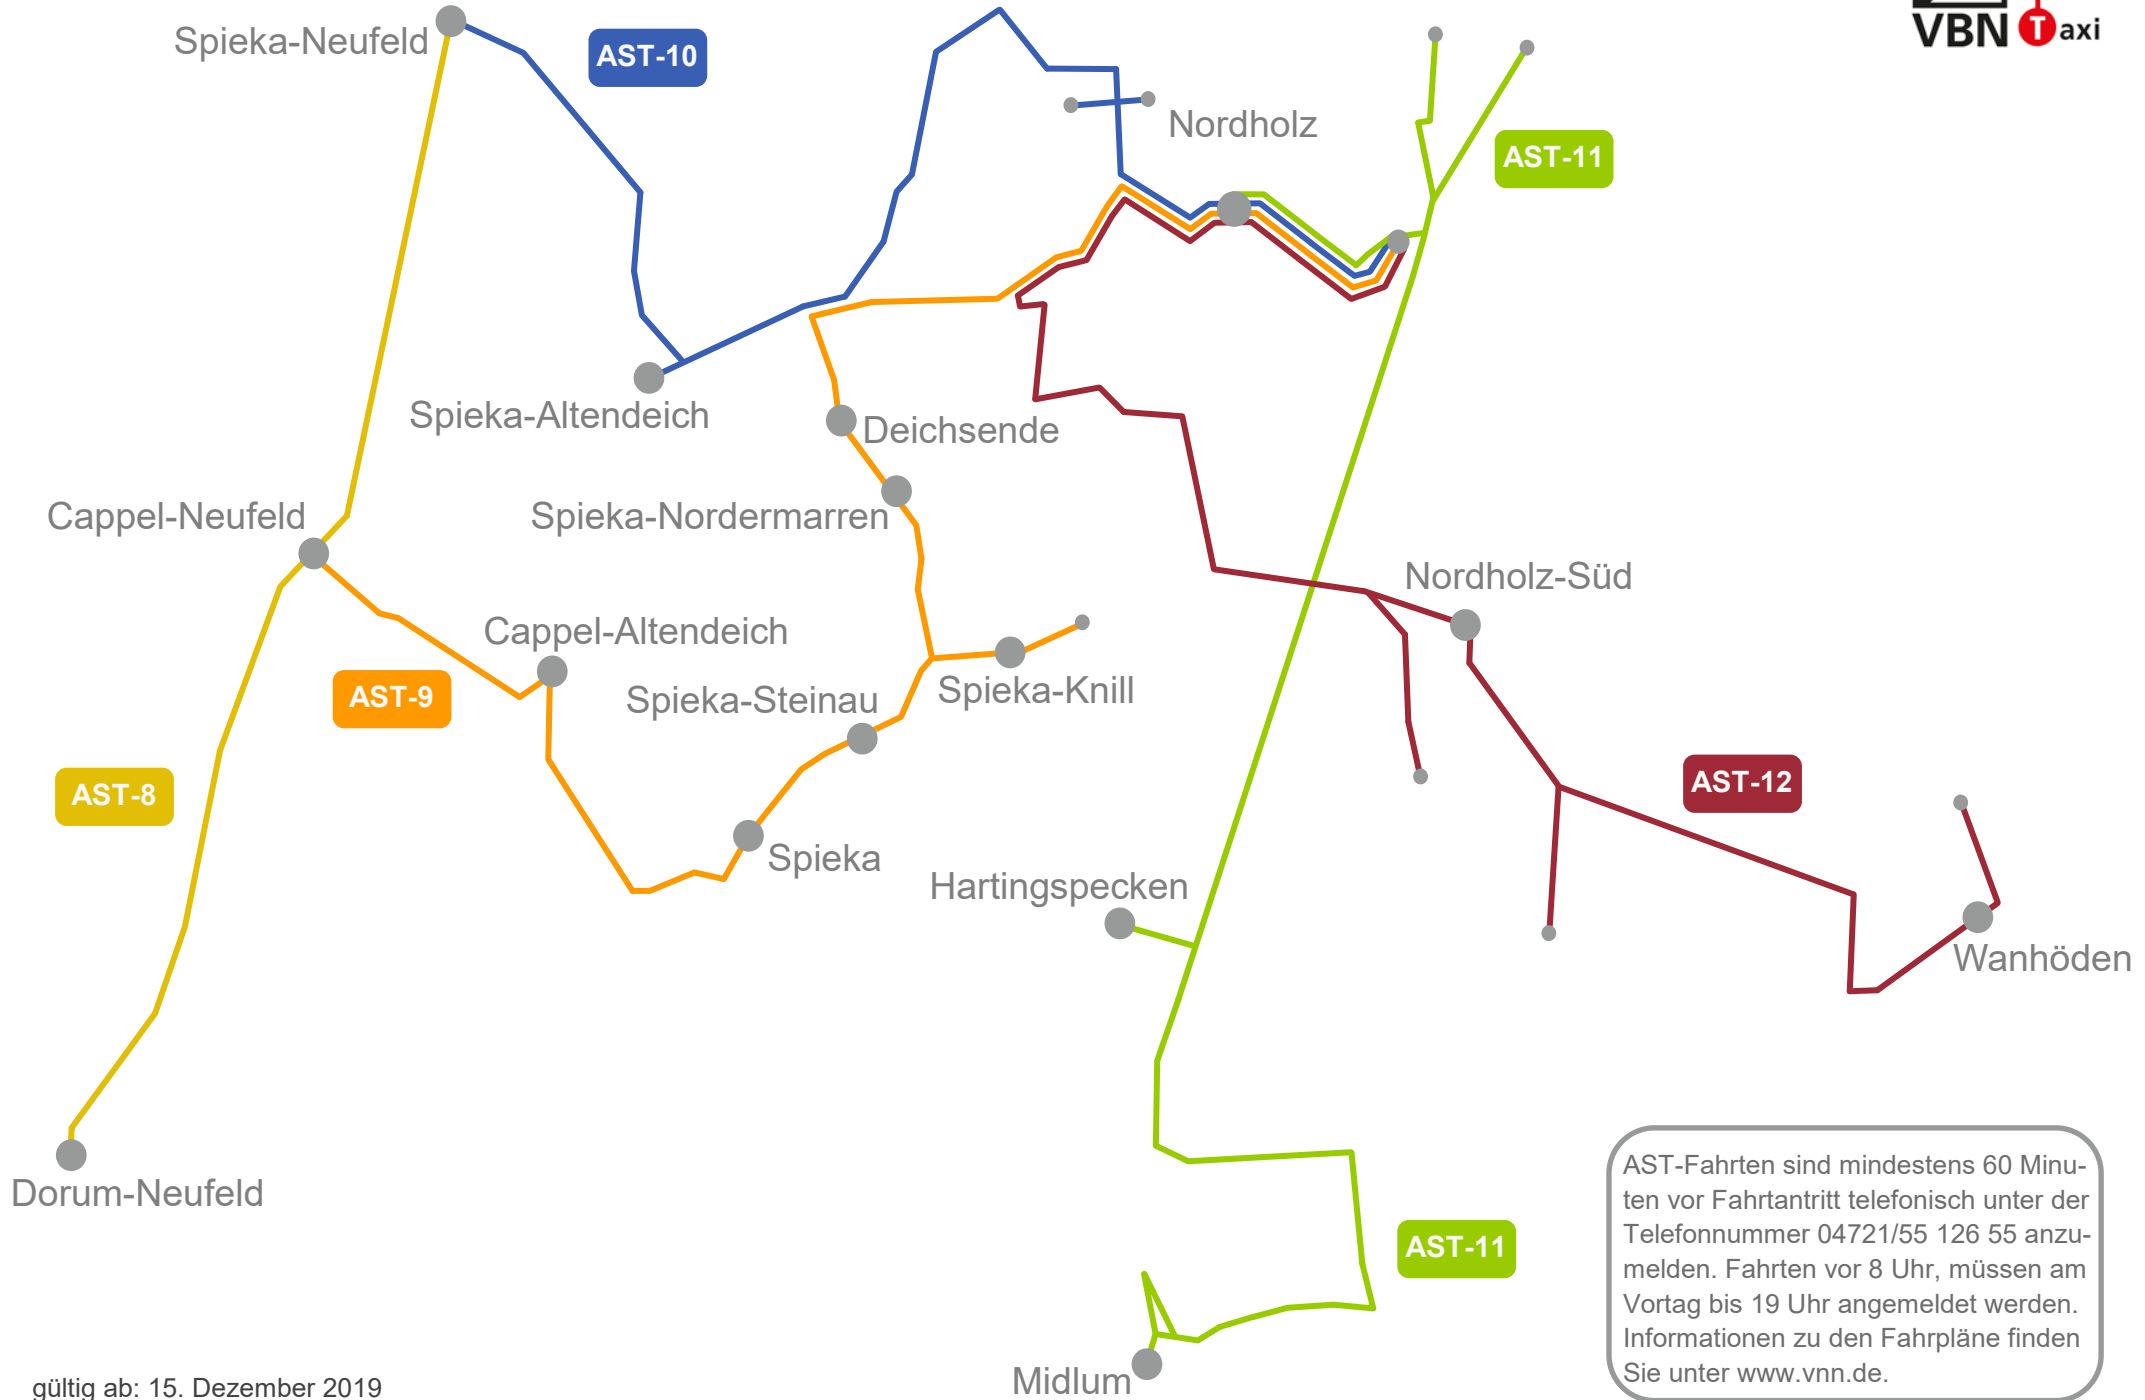 VBN Taxi
Spieka-Neufeld
AST-10
Nordholz
AST-11
Spieka-Altendeich
Deichsende
Cappel-Neufeld
Spieka-Nordermarren
Nordholz-Süd
Cappel-Altendeich
AST-9
Spieka-Steinau
Spieka-Knill
AST-8
AST-12
Spieka
Hartingspecken
Wanhöden
Dorum-Neufeld
AST-11
Midlum
AST-Fahrten sind mindestens 60 Minu-
ten vor Fahrtantritt telefonisch unter der
Telefonnummer 04721/55 126 55 anzu-
melden. Fahrten vor 8 Uhr, müssen am
Vortag bis 19 Uhr angemeldet werden.
Informationen zu den Fahrpläne finden
Sie unter www.vnn.de.
gültig ab: 15. Dezember 2019